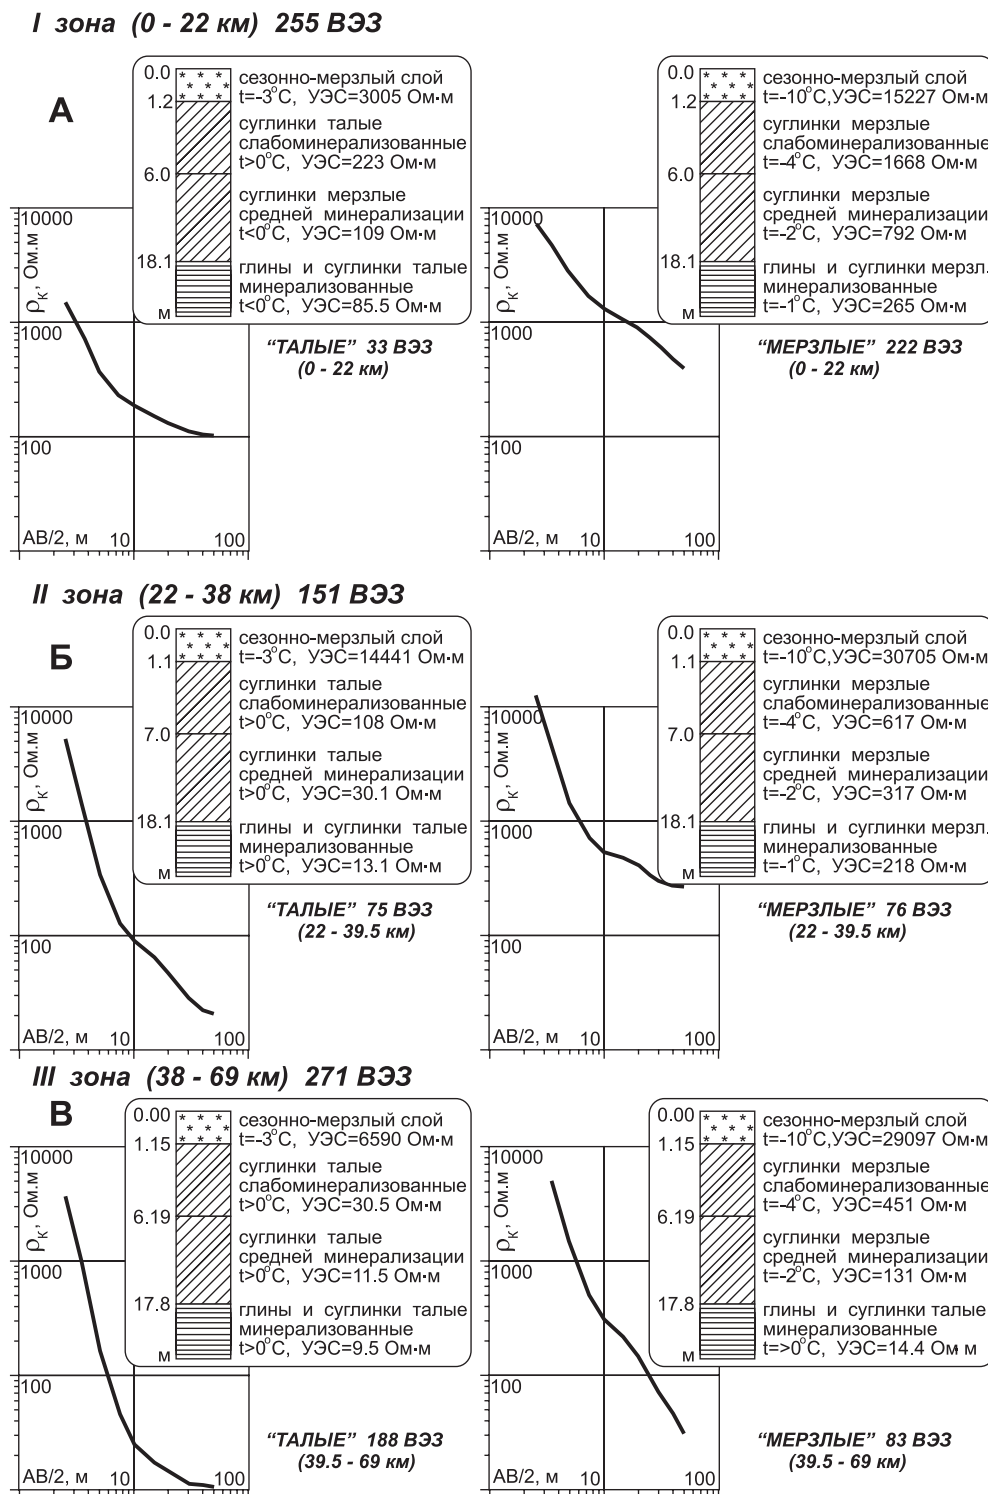 I зона (0 - 22 км) 255 ВЭЗ
А
0.0
1.2
6.0
18.1
м
сезонно-мерзлый слой
t=-3°C, УЭС=3005 Ом·м
суглинки талые
слабоминерализованные
t>0°C, УЭС=223 Ом·м
суглинки мерзлые
средней минерализации
t<0°C, УЭС=109 Ом·м
глины и суглинки талые
минерализованные
t<0°C, УЭС=85.5 Ом·м
10000
ρк, Ом.м
1000
100
АВ/2, м 10 100
“ТАЛЫЕ” 33 ВЭЗ
(0 - 22 км)
0.0
1.2
6.0
18.1
м
сезонно-мерзлый слой
t=-10°C,УЭС=15227 Ом·м
суглинки мерзлые
слабоминерализованные
t=-4°C, УЭС=1668 Ом·м
суглинки мерзлые
средней минерализации
t=-2°C, УЭС=792 Ом·м
глины и суглинки мерзл.
минерализованные
t=-1°C, УЭС=265 Ом·м
10000
ρк, Ом.м
1000
100
АВ/2, м 10 100
“МЕРЗЛЫЕ” 222 ВЭЗ
(0 - 22 км)
II зона (22 - 38 км) 151 ВЭЗ
Б
0.0
1.1
7.0
18.1
м
сезонно-мерзлый слой
t=-3°C, УЭС=14441 Ом·м
суглинки талые
слабоминерализованные
t>0°C, УЭС=108 Ом·м
суглинки талые
средней минерализации
t>0°C, УЭС=30.1 Ом·м
глины и суглинки талые
минерализованные
t>0°C, УЭС=13.1 Ом·м
10000
ρк, Ом.м
1000
100
АВ/2, м 10 100
“ТАЛЫЕ” 75 ВЭЗ
(22 - 39.5 км)
0.0
1.1
7.0
18.1
м
сезонно-мерзлый слой
t=-10°C,УЭС=30705 Ом·м
суглинки мерзлые
слабоминерализованные
t=-4°C, УЭС=617 Ом·м
суглинки мерзлые
средней минерализации
t=-2°C, УЭС=317 Ом·м
глины и суглинки мерзл.
минерализованные
t=-1°C, УЭС=218 Ом·м
10000
ρк, Ом.м
1000
100
АВ/2, м 10 100
“МЕРЗЛЫЕ” 76 ВЭЗ
(22 - 39.5 км)
III зона (38 - 69 км) 271 ВЭЗ
В
0.00
1.15
6.19
17.8
м
сезонно-мерзлый слой
t=-3°C, УЭС=6590 Ом·м
суглинки талые
слабоминерализованные
t>0°C, УЭС=30.5 Ом·м
суглинки талые
средней минерализации
t>0°C, УЭС=11.5 Ом·м
глины и суглинки талые
минерализованные
t>0°C, УЭС=9.5 Ом·м
10000
ρк, Ом.м
1000
100
АВ/2, м 10 100
“ТАЛЫЕ” 188 ВЭЗ
(39.5 - 69 км)
0.00
1.15
6.19
17.8
м
сезонно-мерзлый слой
t=-10°C,УЭС=29097 Ом·м
суглинки мерзлые
слабоминерализованные
t=-4°C, УЭС=451 Ом·м
суглинки мерзлые
средней минерализации
t=-2°C, УЭС=131 Ом·м
глины и суглинки талые
минерализованные
t=>0°C, УЭС=14.4 Ом·м
10000
ρк, Ом.м
1000
100
АВ/2, м 10 100
“МЕРЗЛЫЕ” 83 ВЭЗ
(39.5 - 69 км)